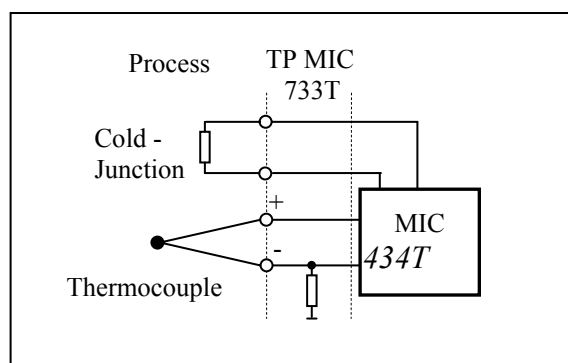 Process
TP MIC
733T
Cold -
Junction
+
MIC
434T
-
Thermocouple